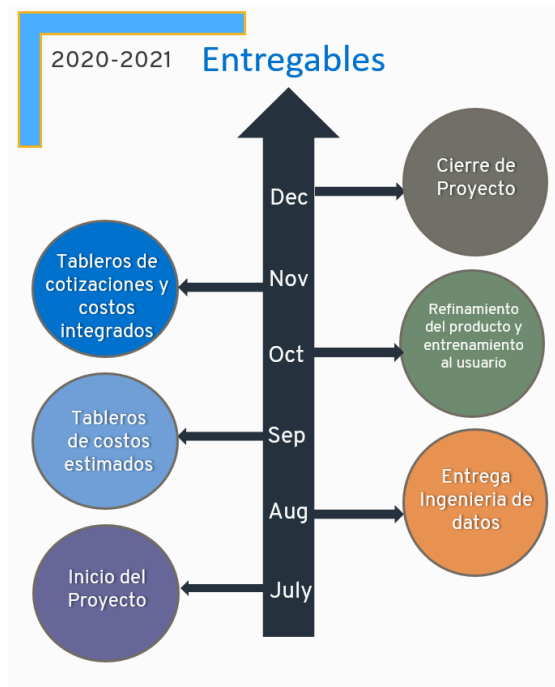 2020-2021
Entregables
Dec
Cierre de
Proyecto
Nov
Tableros de
cotizaciones y
costos
integrados
Oct
Refinamiento
del producto y
entrenamiento
al usuario
Sep
Tableros
de costos
estimados
Aug
Entrega
Ingenieria de
datos
July
Inicio del
Proyecto